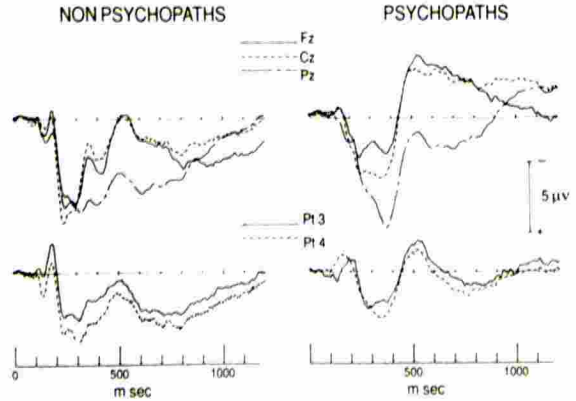 NON PSYCHOPATHS
PSYCHOPATHS
Fz
Cz
Pz
5 μv
Pt 3
Pt 4
0 500 1000
m sec
500 1000
m sec